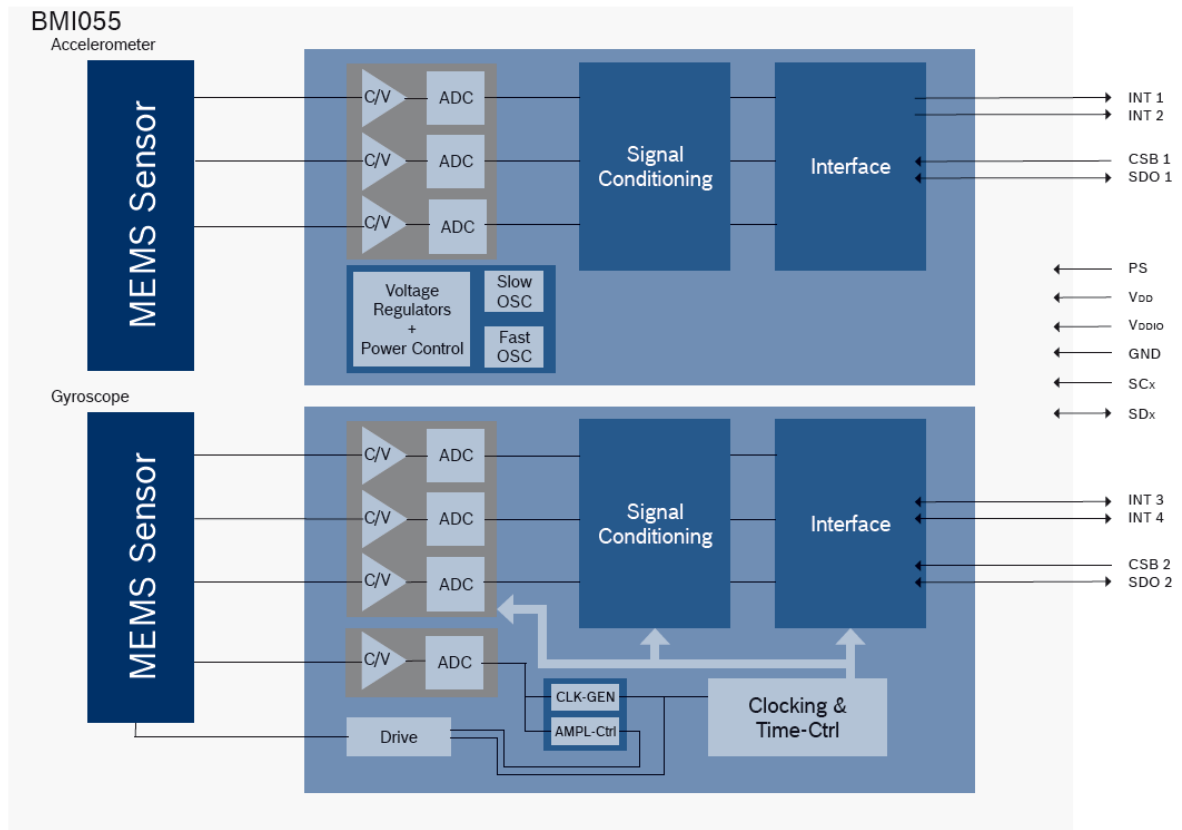 BMI055
Accelerometer
MEMS Sensor
C/V
ADC
C/V
ADC
C/V
ADC
Voltage
Regulators
+
Power Control
Slow
OSC
Fast
OSC
Signal
Conditioning
Interface
INT 1
INT 2
CSB 1
SDO 1
PS
VDD
VDDIO
GND
SCx
SDx
Gyroscope
MEMS Sensor
C/V
ADC
C/V
ADC
C/V
ADC
C/V
ADC
Drive
CLK-GEN
AMPL-Ctrl
Signal
Conditioning
Interface
Clocking &
Time-Ctrl
INT 3
INT 4
CSB 2
SDO 2